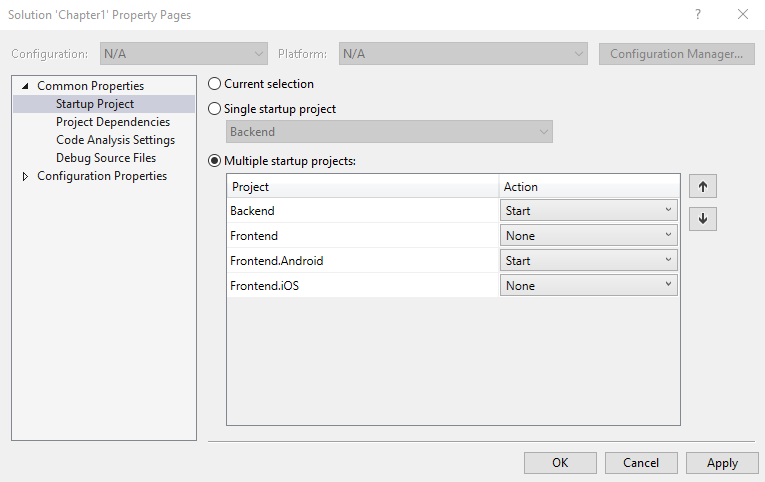 Solution 'Chapter1' Property Pages
?
Configuration: N/A Platform: N/A Configuration Manager...
Common Properties
Startup Project
Project Dependencies
Code Analysis Settings
Debug Source Files
Configuration Properties
Current selection
Single startup project
Backend
Multiple startup projects:
Project Action
Backend Start
Frontend None
Frontend.Android Start
Frontend.iOS None
OK Cancel Apply